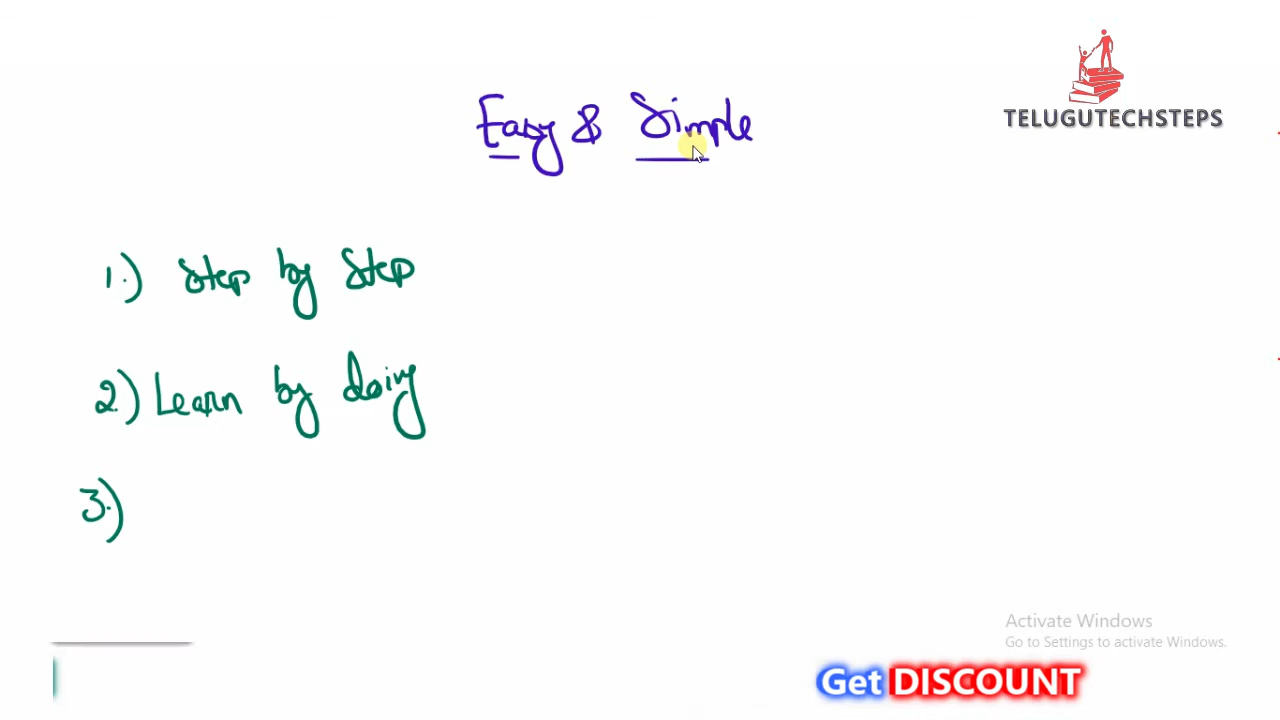 TELUGUTECHSTEPS
Easy & Simple
1.) Step by Step
2.) Learn by doing
3.)
Activate Windows
Go to Settings to activate Windows.
Get DISCOUNT